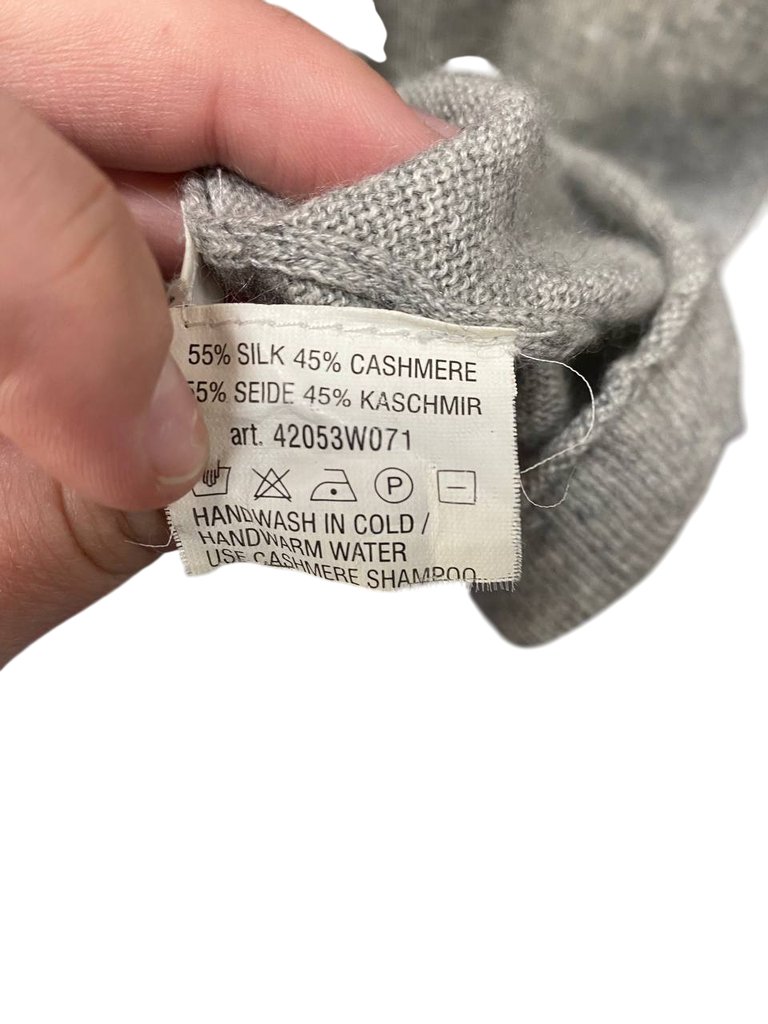 55% SILK 45% CASHMERE
55% SEIDE 45% KASCHMIR
art. 42053W071
P
HANDWASH IN COLD /
HANDWARM WATER
USE CASHMERE SHAMPOO